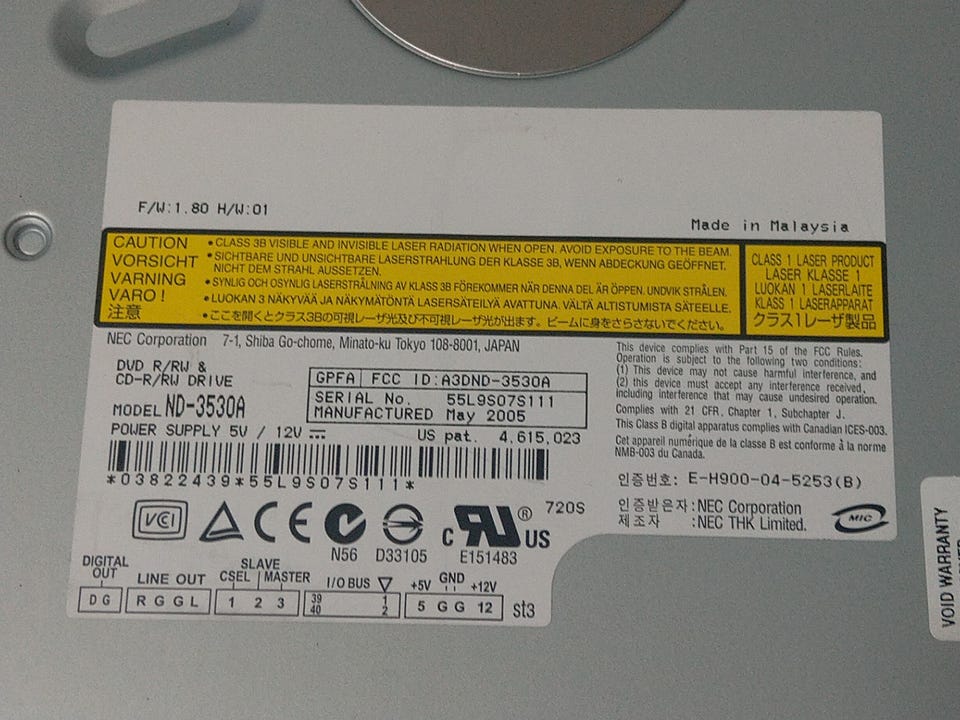 F/W:1.80 H/W:01
Made in Malaysia
CAUTION
VORSICHT
VARNING
VARO !
注意
• CLASS 3B VISIBLE AND INVISIBLE LASER RADIATION WHEN OPEN. AVOID EXPOSURE TO THE BEAM.
• SICHTBARE UND UNSICHTBARE LASERSTRAHLUNG DER KLASSE 3B, WENN ABDECKUNG GEÖFFNET.
NICHT DEM STRAHL AUSSETZEN.
• SYNLIG OCH OSYNLIG LASERSTRÅLNING AV KLASS 3B FÖREKOMMER NÄR DENNA DEL ÄR ÖPPEN. UNDVIK STRÅLEN.
• LUOKAN 3 NÄKYVÄÄ JA NÄKYMÄTÖNTÄ LASERSÄTEILYÄ AVATTUNA. VÄLTÄ ALTISTUMISTA SÄTEELLE.
• ここを開くとクラス3Bの可視レーザ光及び不可視レーザ光が出ます。ビームに身をさらさないでください。
CLASS 1 LASER PRODUCT
LASER KLASSE 1
LUOKAN 1 LASERLAITE
KLASS 1 LASERAPPARAT
クラス1レーザ製品
NEC Corporation 7-1, Shiba Go-chome, Minato-ku Tokyo 108-8001, JAPAN
DVD R/RW &
CD-R/RW DRIVE
MODEL ND-3530A
POWER SUPPLY 5V / 12V
GPFA FCC ID:A3DND-3530A
SERIAL No. 55L9S07S111
MANUFACTURED May 2005
US pat. 4,615,023
*03822439*55L9S07S111*
This device complies with Part 15 of the FCC Rules.
Operation is subject to the following two conditions:
(1) This device may not cause harmful interference, and
(2) this device must accept any interference received,
including interference that may cause undesired operation.
Complies with 21 CFR, Chapter 1, Subchapter J.
This Class B digital apparatus complies with Canadian ICES-003.
Cet appareil numérique de la classe B est conforme à la norme
NMB-003 du Canada.
인증번호: E-H900-04-5253(B)
인증받은자 : NEC Corporation
제조자 : NEC THK Limited.
MIC
VCI
CE
N56
D33105
C RU ® US
E151483
720S
DIGITAL
OUT
D G
LINE OUT
R G G L
SLAVE
CSEL MASTER
1 2 3
I/O BUS
39 1
40 2
+5V GND +12V
5 G G 12
st3
VOID WARRANTY